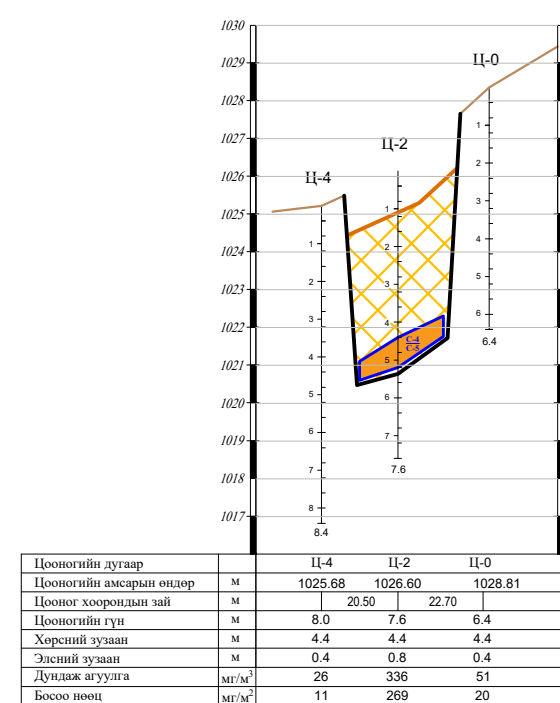 1030
1029
1028
1027
1026
1025
1024
1023
1022
1021
1020
1019
1018
1017
Ц-4
1
2
3
4
5
6
7
8
8.4
Ц-2
1
2
3
4
5
6
7
7.6
С-4
С-5
Ц-0
1
2
3
4
5
6
6.4
Цооногийн дугаар Ц-4 Ц-2 Ц-0
Цооногийн амсарын өндөр м 1025.68 1026.60 1028.81
Цооног хоорондын зай м 20.50 22.70
Цооногийн гүн м 8.0 7.6 6.4
Хөрсний зузаан м 4.4 4.4 4.4
Элсний зузаан м 0.4 0.8 0.4
Дундаж агуулга мг/м³ 26 336 51
Босоо нөөц мг/м² 11 269 20